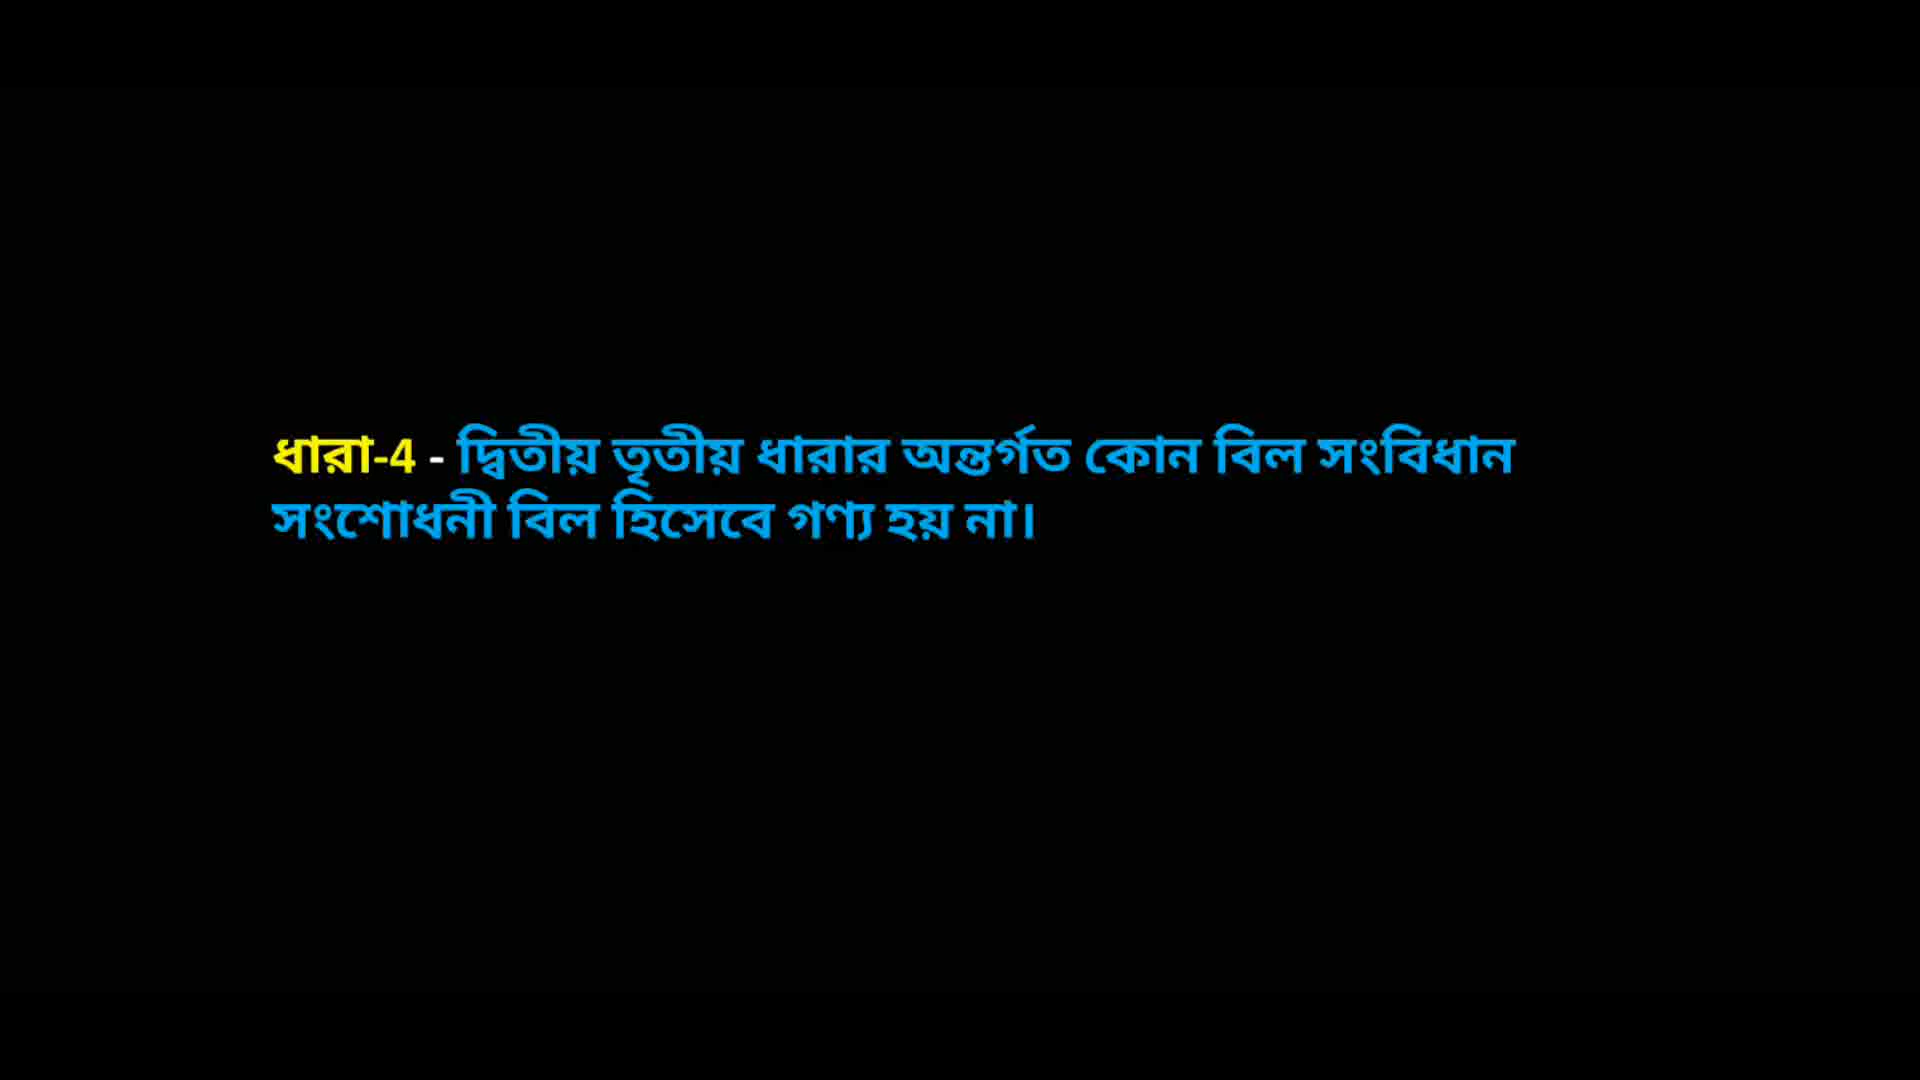 ধারা-4 - দ্বিতীয় তৃতীয় ধারার অন্তর্গত কোন বিল সংবিধান
সংশোধনী বিল হিসেবে গণ্য হয় না।